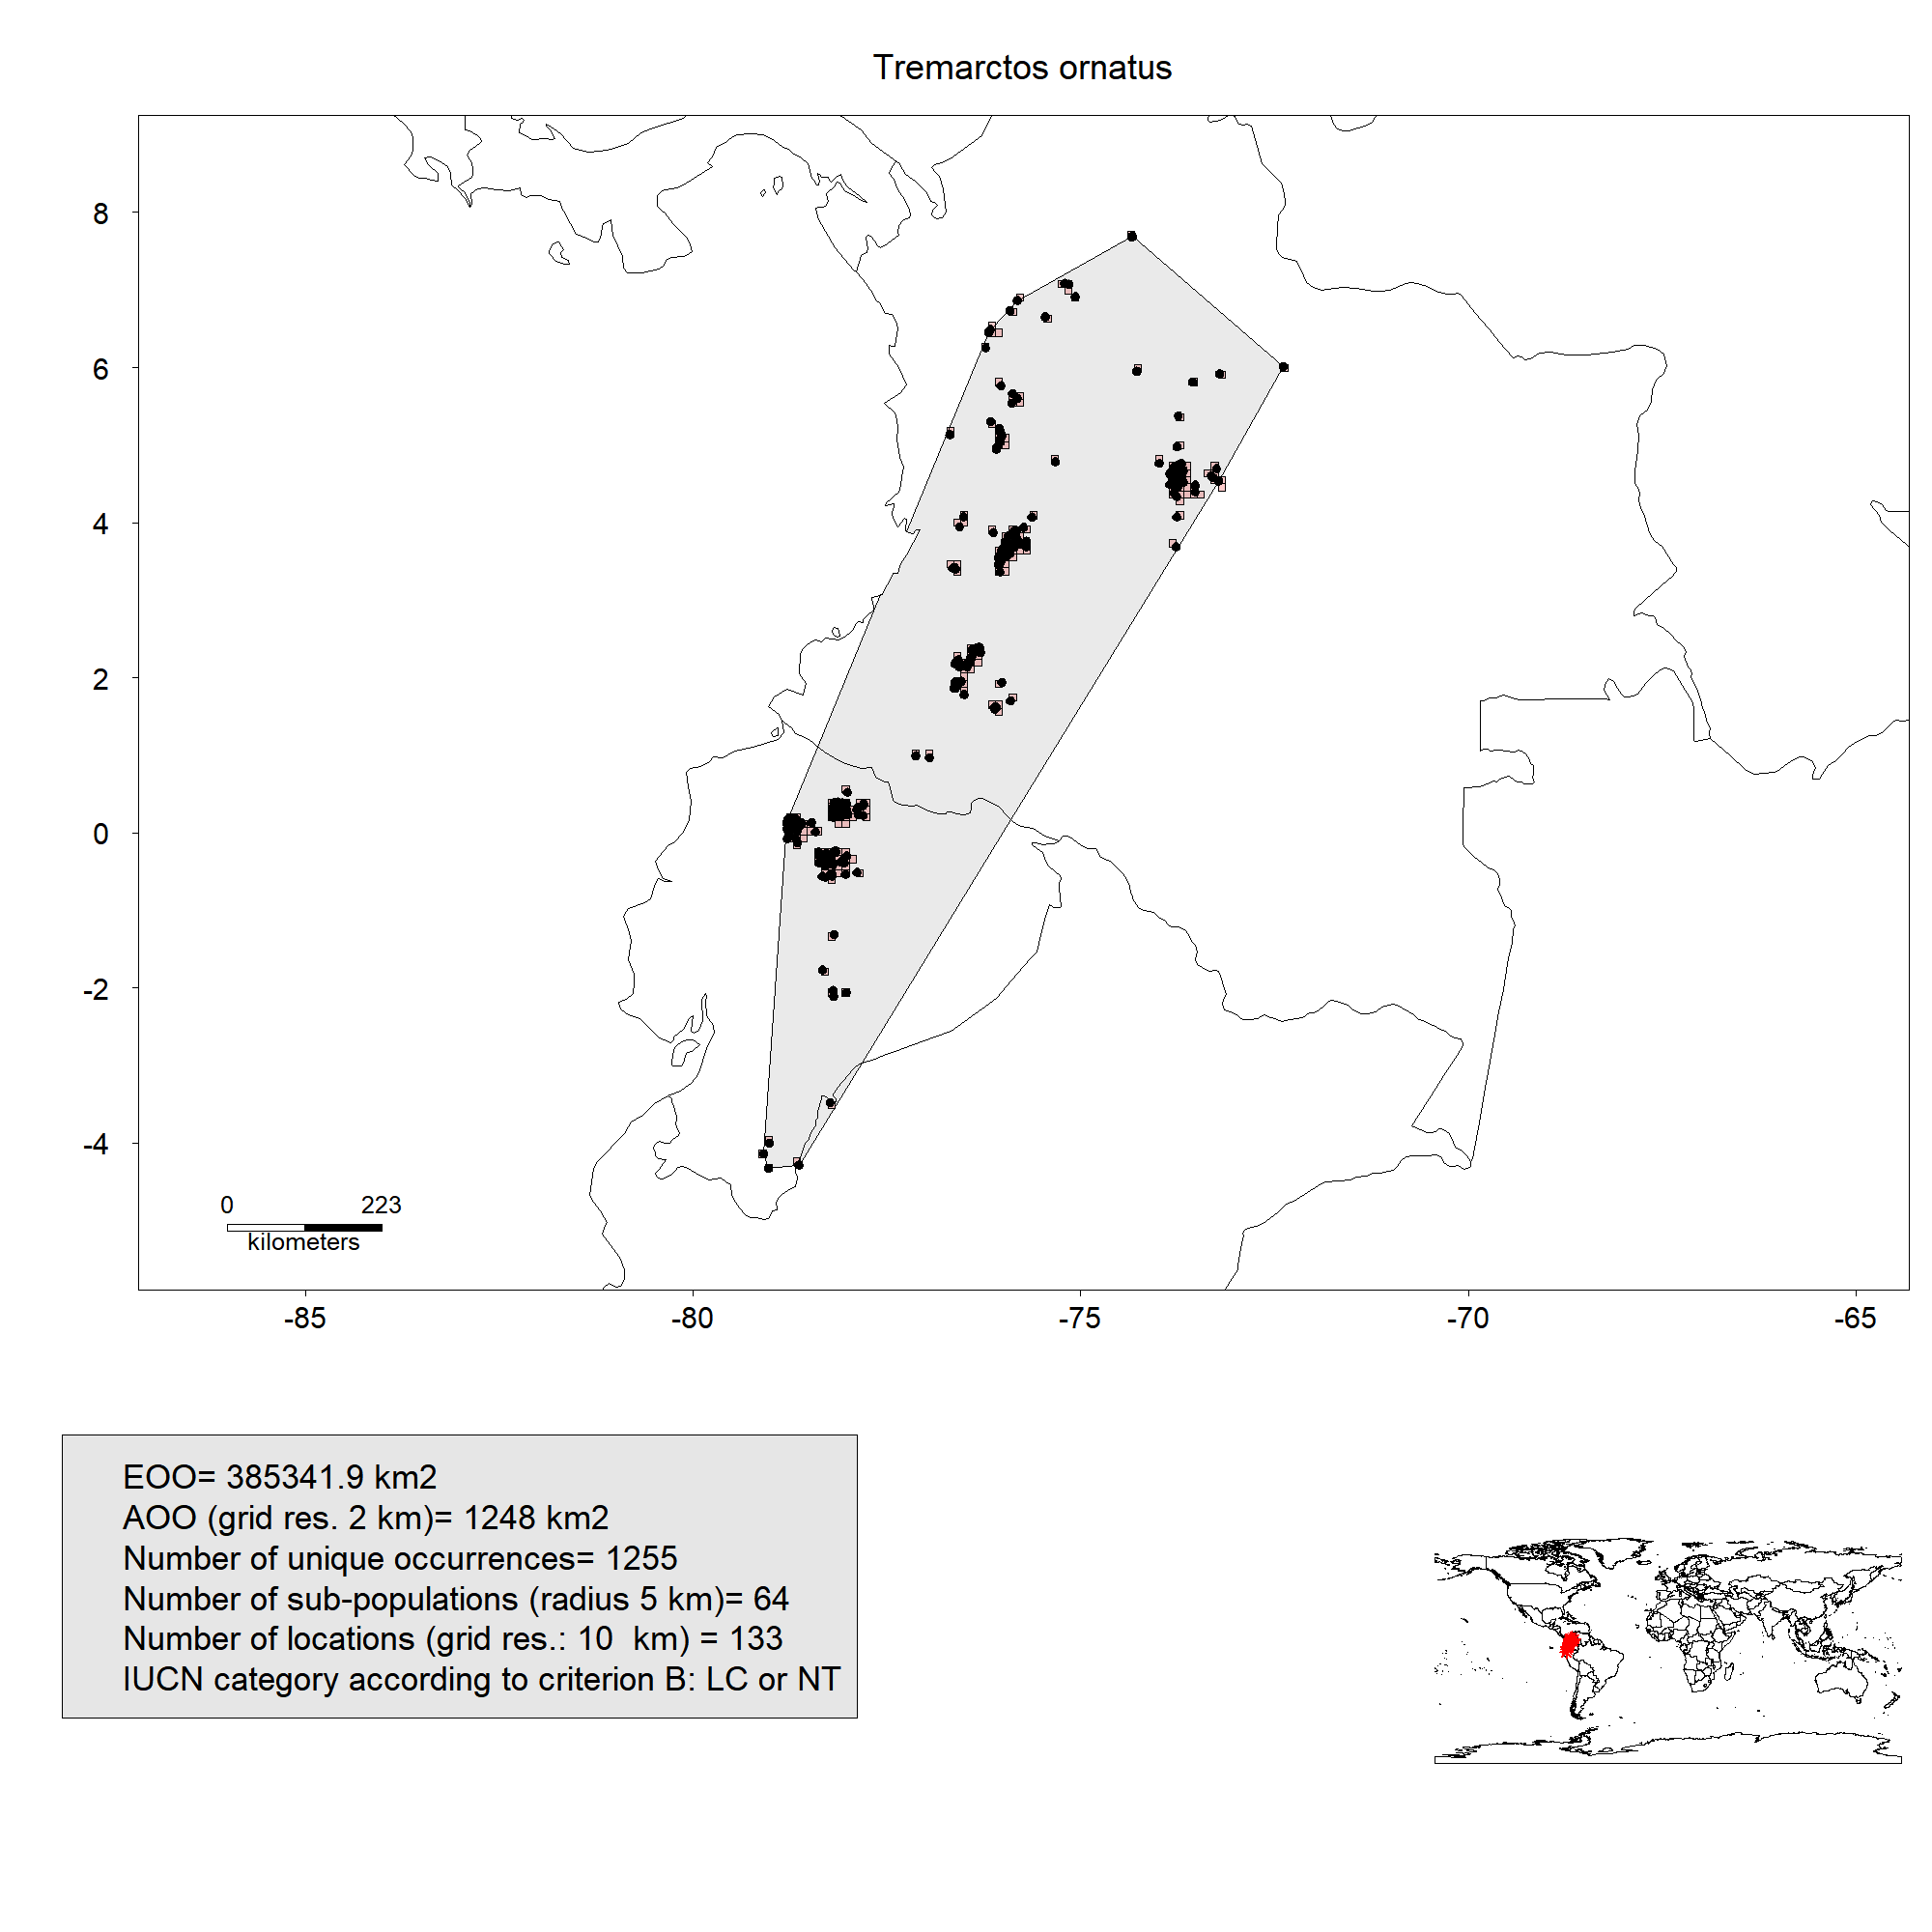 Tremarctos ornatus
8
6
4
2
0
-2
-4
0 223
kilometers
-85 -80 -75 -70 -65
EOO= 385341.9 km2
AOO (grid res. 2 km)= 1248 km2
Number of unique occurrences= 1255
Number of sub-populations (radius 5 km)= 64
Number of locations (grid res.: 10  km) = 133
IUCN category according to criterion B: LC or NT